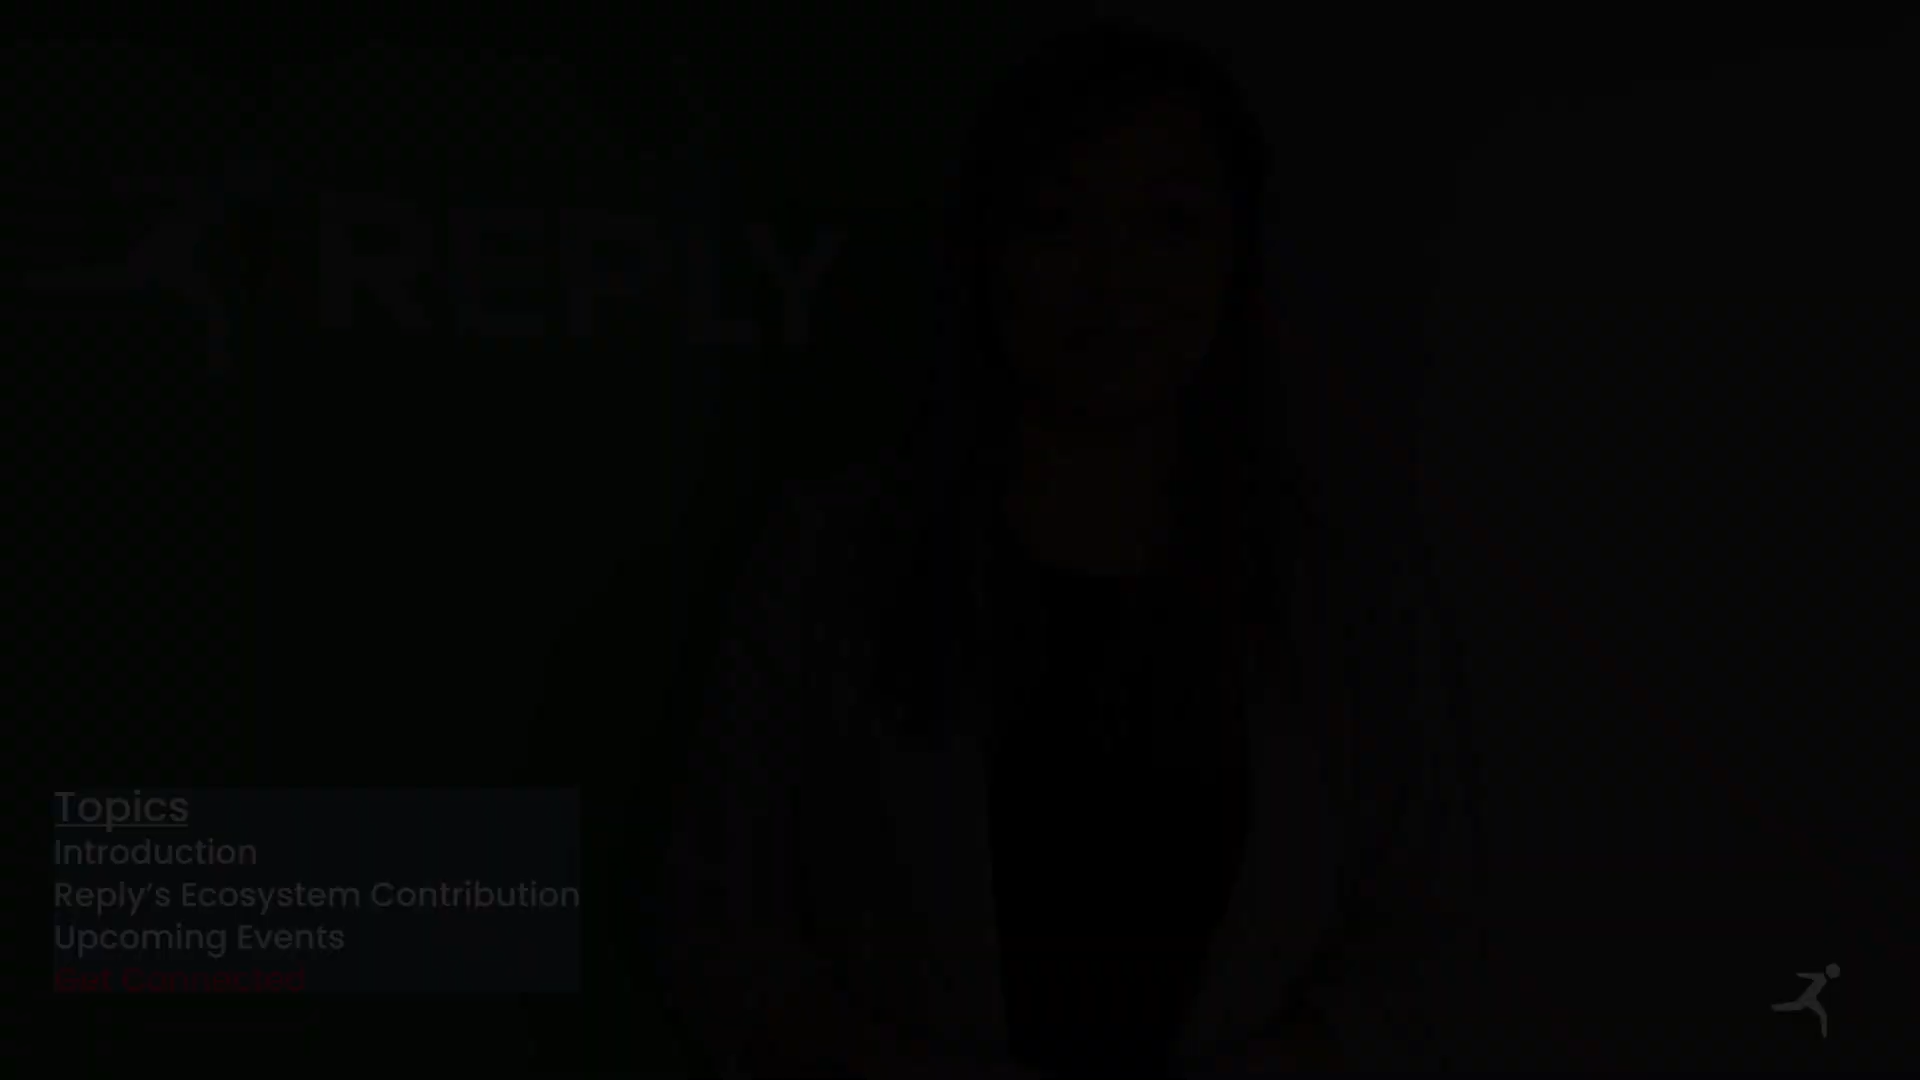 REPLY
Topics
Introduction
Reply’s Ecosystem Contribution
Upcoming Events
Get Connected